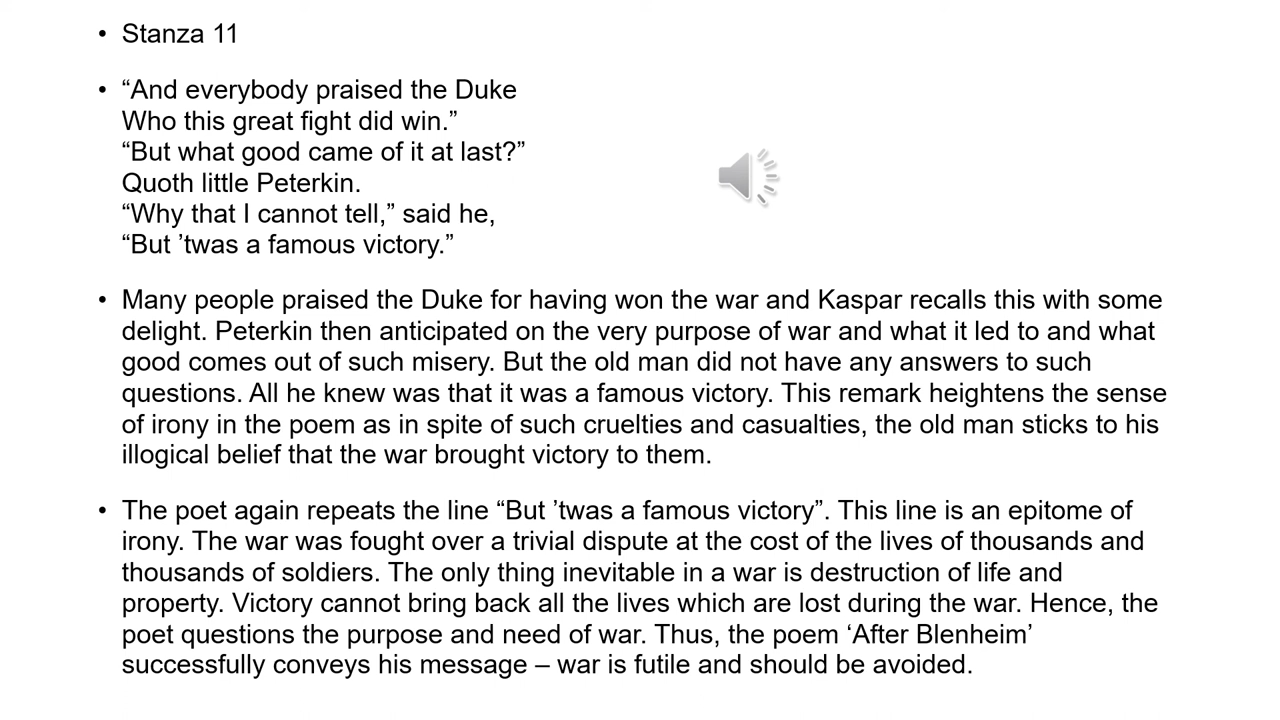 • Stanza 11
• “And everybody praised the Duke
Who this great fight did win.”
“But what good came of it at last?”
Quoth little Peterkin.
“Why that I cannot tell,” said he,
“But ’twas a famous victory.”
• Many people praised the Duke for having won the war and Kaspar recalls this with some
delight. Peterkin then anticipated on the very purpose of war and what it led to and what
good comes out of such misery. But the old man did not have any answers to such
questions. All he knew was that it was a famous victory. This remark heightens the sense
of irony in the poem as in spite of such cruelties and casualties, the old man sticks to his
illogical belief that the war brought victory to them.
• The poet again repeats the line “But ’twas a famous victory”. This line is an epitome of
irony. The war was fought over a trivial dispute at the cost of the lives of thousands and
thousands of soldiers. The only thing inevitable in a war is destruction of life and
property. Victory cannot bring back all the lives which are lost during the war. Hence, the
poet questions the purpose and need of war. Thus, the poem ‘After Blenheim’
successfully conveys his message – war is futile and should be avoided.